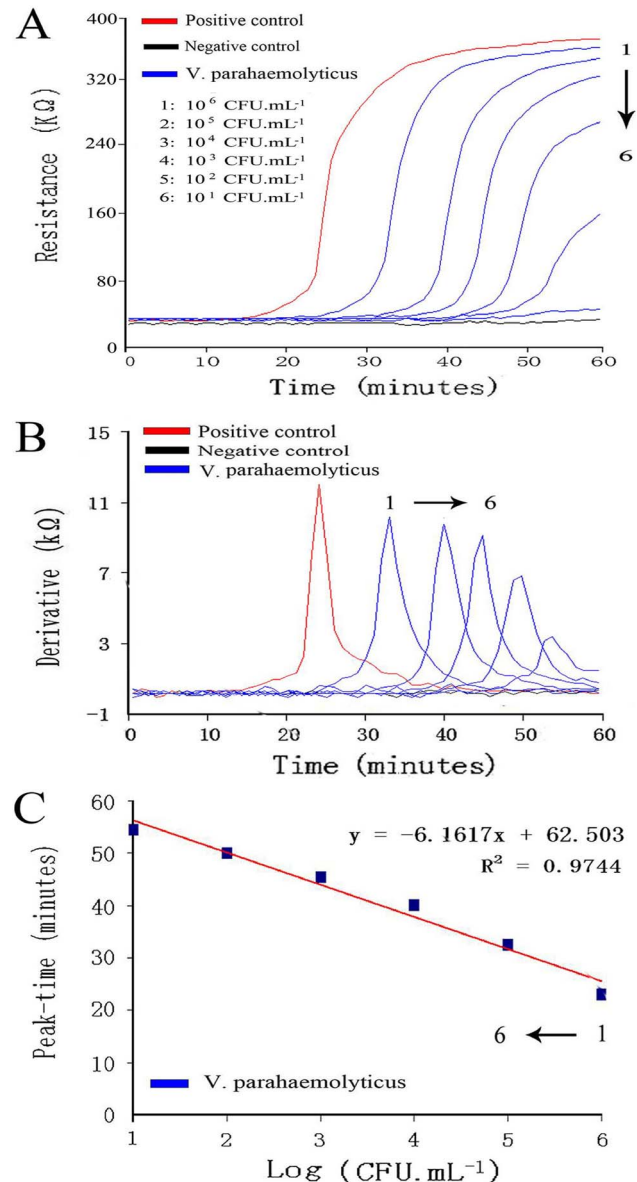 A
400
320
240
160
80
0
Resistance (KΩ)
Positive control
Negative control
V. parahaemolyticus
1: 10⁶ CFU.mL⁻¹
2: 10⁵ CFU.mL⁻¹
3: 10⁴ CFU.mL⁻¹
4: 10³ CFU.mL⁻¹
5: 10² CFU.mL⁻¹
6: 10¹ CFU.mL⁻¹
1
6
0 10 20 30 40 50 60
Time (minutes)
B
15
11
7
3
-1
Derivative (kΩ)
Positive control
Negative control
V. parahaemolyticus
1 → 6
0 10 20 30 40 50 60
Time (minutes)
C
60
50
40
30
20
10
0
Peak-time (minutes)
y = -6.1617x + 62.503
R² = 0.9744
6 ← 1
V. parahaemolyticus
1 2 3 4 5 6
Log (CFU.mL⁻¹)